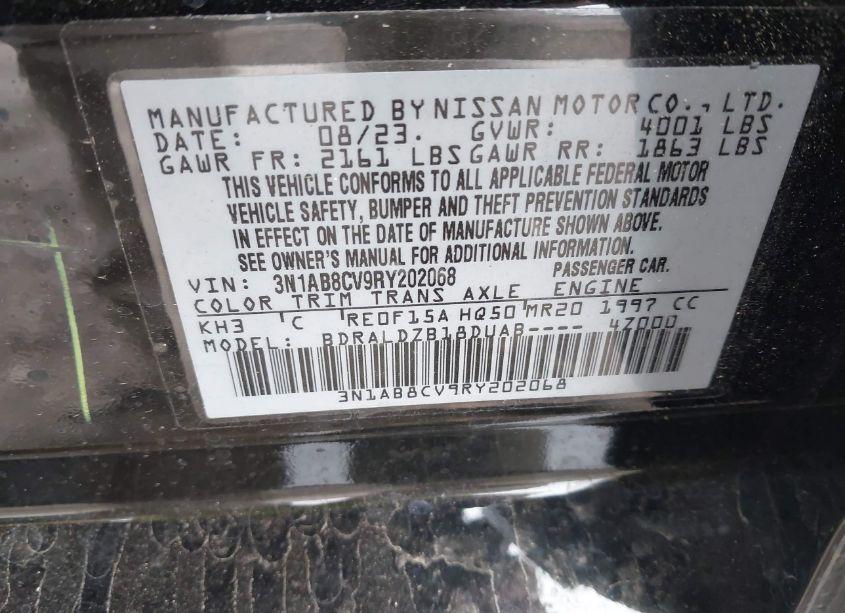 MANUFACTURED BY NISSAN MOTOR CO., LTD.
DATE: 08/23. GVWR: 4001 LBS
GAWR FR: 2161 LBS GAWR RR: 1863 LBS
THIS VEHICLE CONFORMS TO ALL APPLICABLE FEDERAL MOTOR
VEHICLE SAFETY, BUMPER AND THEFT PREVENTION STANDARDS
IN EFFECT ON THE DATE OF MANUFACTURE SHOWN ABOVE.
SEE OWNER'S MANUAL FOR ADDITIONAL INFORMATION.
VIN: 3N1AB8CV9RY202068 PASSENGER CAR.
COLOR TRIM TRANS AXLE ENGINE
KH3 C RE0F15A HQ50 MR20 1997 CC
MODEL: BDRALDZB18DUAB---- 4Z000
3N1AB8CV9RY202068